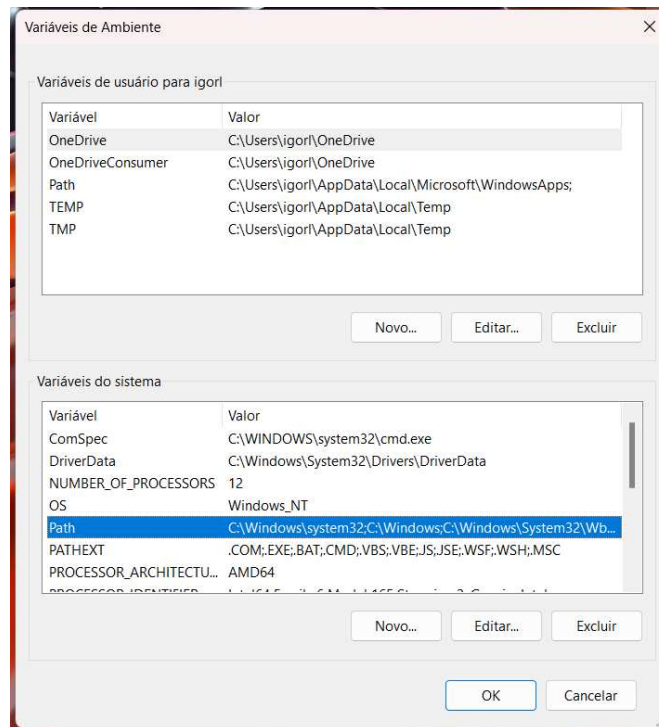 Variáveis de Ambiente
Variáveis de usuário para igorl
Variável Valor
OneDrive C:\Users\igorl\OneDrive
OneDriveConsumer C:\Users\igorl\OneDrive
Path C:\Users\igorl\AppData\Local\Microsoft\WindowsApps;
TEMP C:\Users\igorl\AppData\Local\Temp
TMP C:\Users\igorl\AppData\Local\Temp
Novo... Editar... Excluir
Variáveis do sistema
Variável Valor
ComSpec C:\WINDOWS\system32\cmd.exe
DriverData C:\Windows\System32\Drivers\DriverData
NUMBER_OF_PROCESSORS 12
OS Windows_NT
Path C:\Windows\system32;C:\Windows;C:\Windows\System32\Wb...
PATHEXT .COM;.EXE;.BAT;.CMD;.VBS;.VBE;.JS;.JSE;.WSF;.WSH;.MSC
PROCESSOR_ARCHITECTU... AMD64
Novo... Editar... Excluir
OK Cancelar